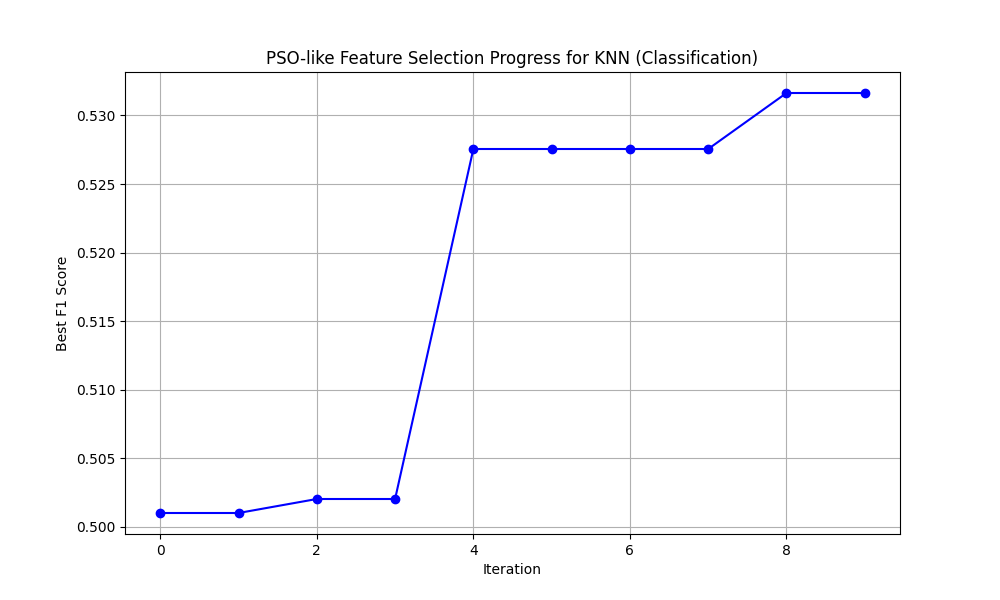 PSO-like Feature Selection Progress for KNN (Classification)
Best F1 Score
0.530
0.525
0.520
0.515
0.510
0.505
0.500
0 2 4 6 8
Iteration